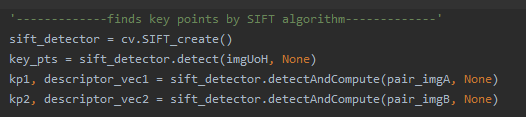 '-------------finds key points by SIFT algorithm-------------'
sift_detector = cv.SIFT_create()
key_pts = sift_detector.detect(imgUoH, None)
kp1, descriptor_vec1 = sift_detector.detectAndCompute(pair_imgA, None)
kp2, descriptor_vec2 = sift_detector.detectAndCompute(pair_imgB, None)